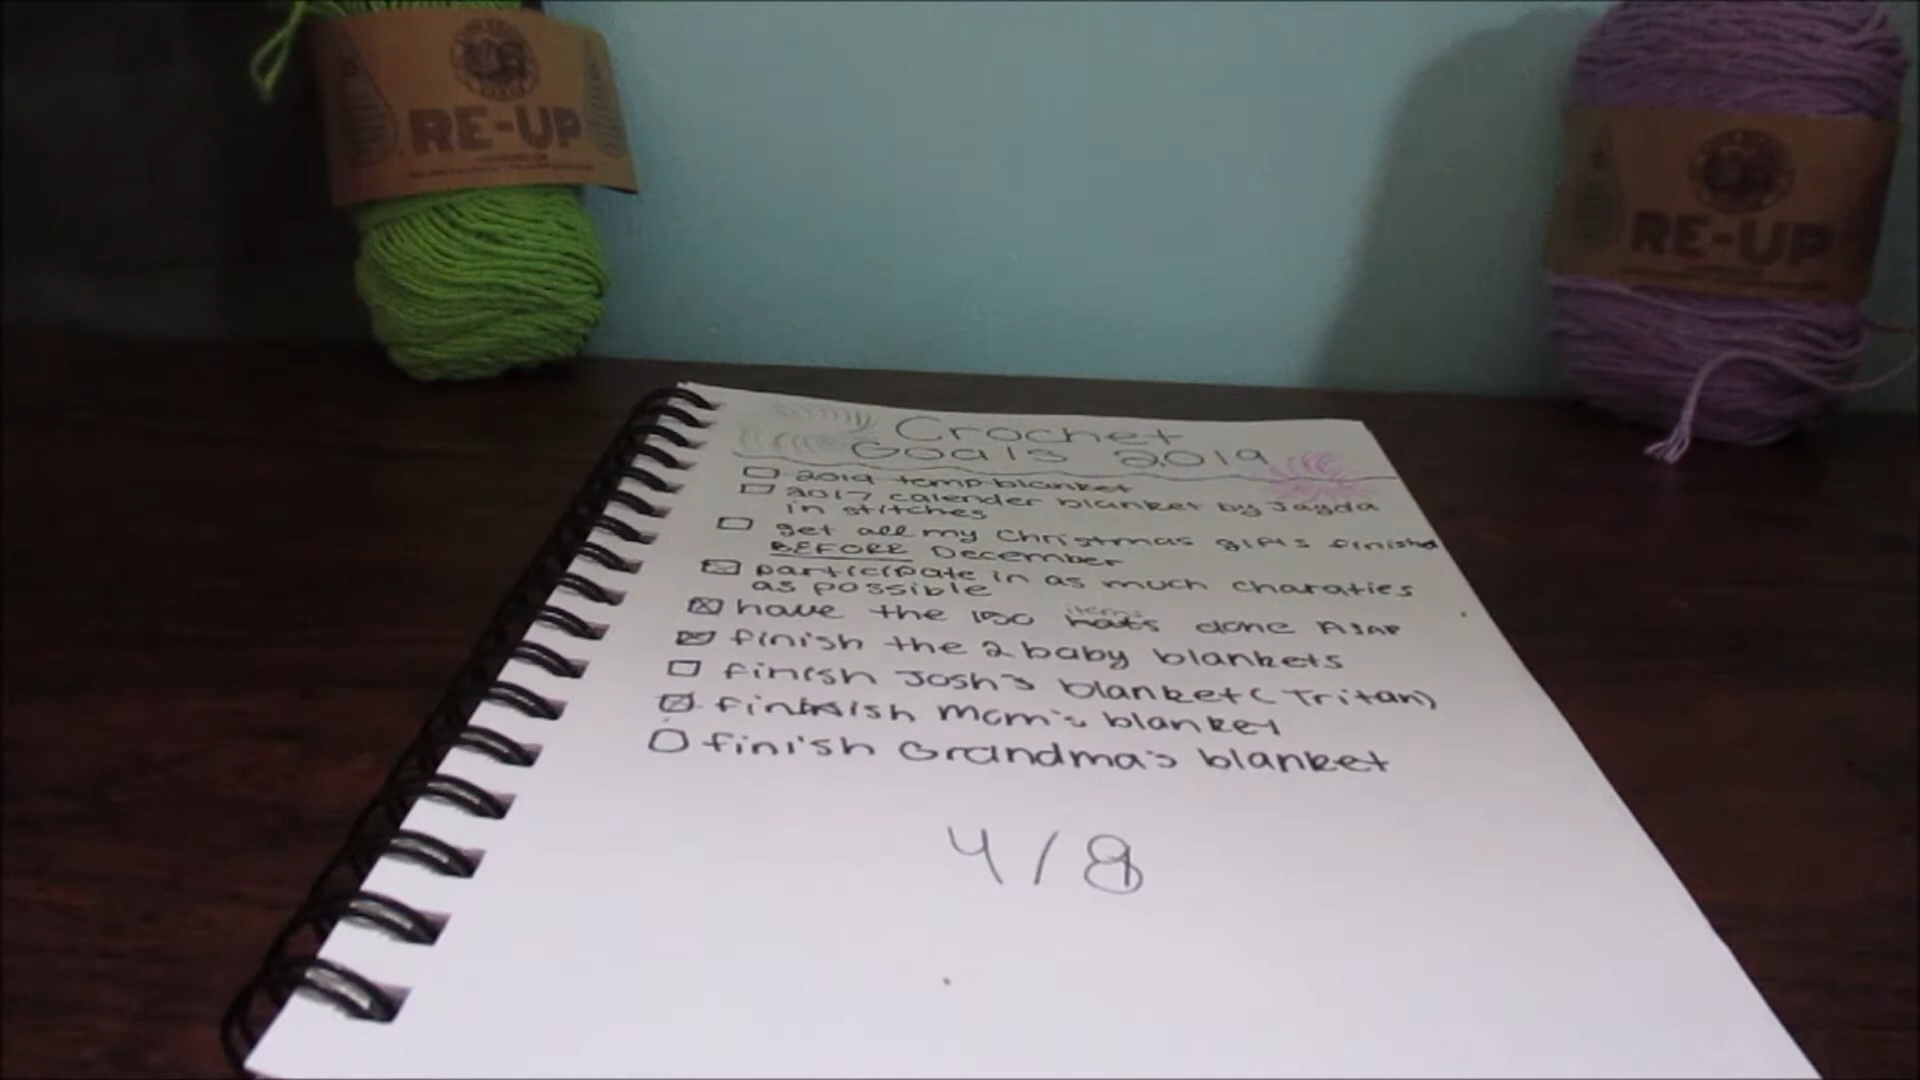 RE-UP
RE-UP
Crochet
Goals 2019
2019 temp blanket
2017 calender blanket by Jayda
in stitches
get all my Christmas gifts finished
BEFORE December
participate in as much charaties
as possible
have the 150 items done ASAP
finish the 2 baby blankets
finish Josh's blanket (Tritan)
finish Mom's blanket
finish Grandma's blanket
4/8